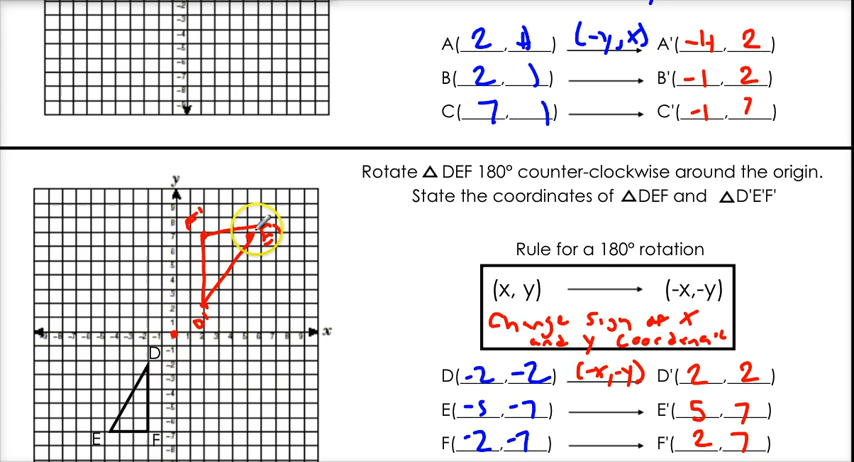 A( 2 , 4 ) (-y,x) A'( -4 , 2 )
B( 2 , 1 ) B'( -1 , 2 )
C( 7 , 1 ) C'( -1 , 7 )
Rotate △ DEF 180° counter-clockwise around the origin.
State the coordinates of △DEF and △D'E'F'
Rule for a 180° rotation
(x, y) (-x,-y)
Change sign of x
and y coordinate
D( -2 , -2 ) (-x,-y) D'( 2 , 2 )
E( -5 , -7 ) E'( 5 , 7 )
F( -2 , -7 ) F'( 2 , 7 )
y
F'
E'
D'
x
D
E F